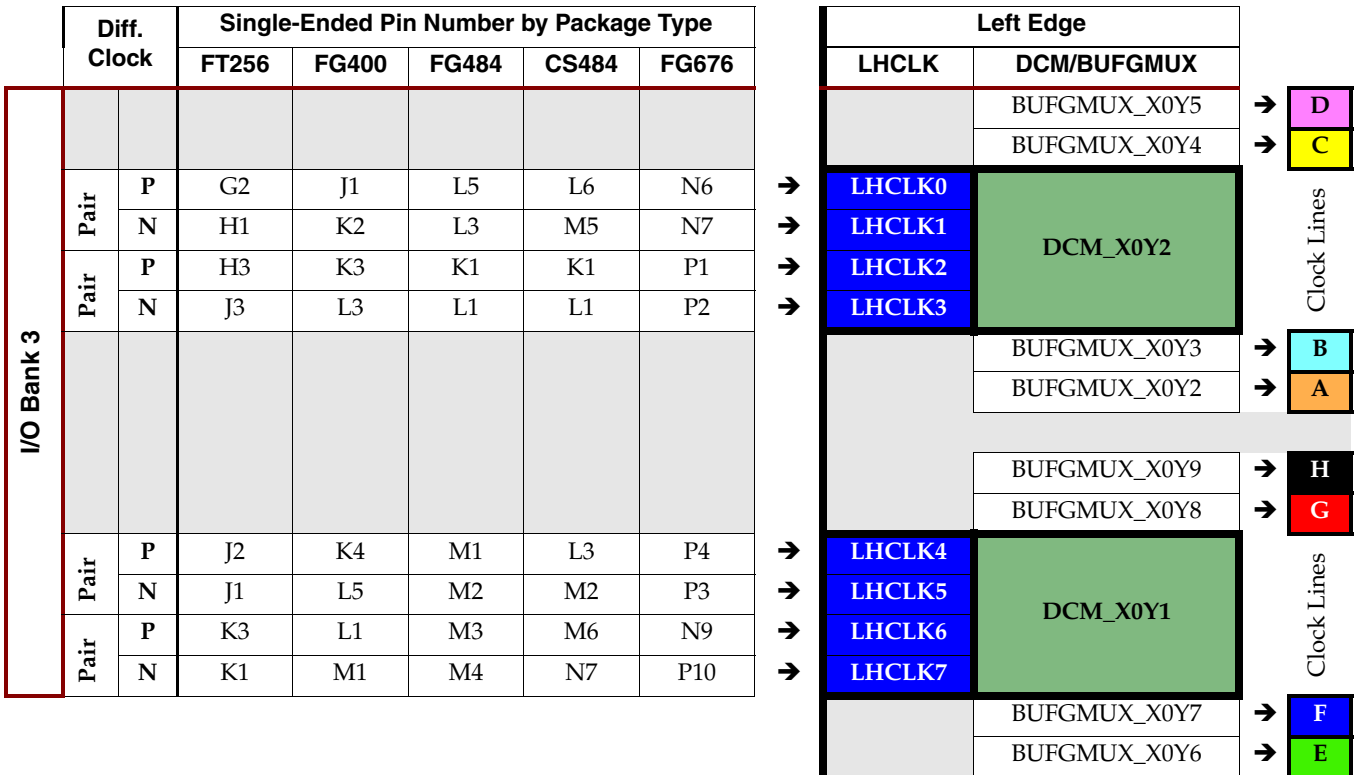 Diff. Clock Single-Ended Pin Number by Package Type Left Edge
FT256 FG400 FG484 CS484 FG676 LHCLK DCM/BUFGMUX
I/O Bank 3
BUFGMUX_X0Y5 ➔ D
BUFGMUX_X0Y4 ➔ C
Clock Lines
Pair P G2 J1 L5 L6 N6 ➔ LHCLK0 DCM_X0Y2
N H1 K2 L3 M5 N7 ➔ LHCLK1
Pair P H3 K3 K1 K1 P1 ➔ LHCLK2
N J3 L3 L1 L1 P2 ➔ LHCLK3
BUFGMUX_X0Y3 ➔ B
BUFGMUX_X0Y2 ➔ A
BUFGMUX_X0Y9 ➔ H
BUFGMUX_X0Y8 ➔ G
Clock Lines
Pair P J2 K4 M1 L3 P4 ➔ LHCLK4 DCM_X0Y1
N J1 L5 M2 M2 P3 ➔ LHCLK5
Pair P K3 L1 M3 M6 N9 ➔ LHCLK6
N K1 M1 M4 N7 P10 ➔ LHCLK7
BUFGMUX_X0Y7 ➔ F
BUFGMUX_X0Y6 ➔ E